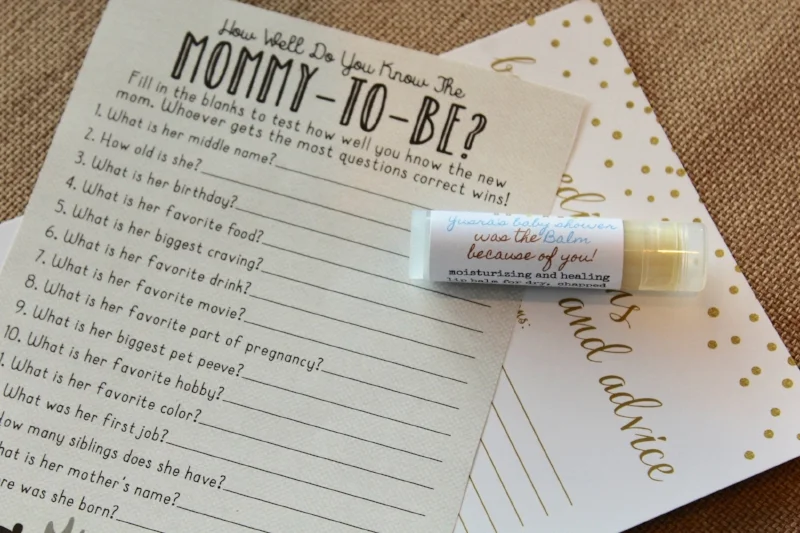 How Well Do You Know The
MOMMY-TO-BE?
Fill in the blanks to test how well you know the new
mom. Whoever gets the most questions correct wins!
1. What is her middle name?
2. How old is she?
3. What is her birthday?
4. What is her favorite food?
5. What is her biggest craving?
6. What is her favorite drink?
7. What is her favorite movie?
8. What is her favorite part of pregnancy?
9. What is her biggest pet peeve?
10. What is her favorite hobby?
1. What is her favorite color?
What was her first job?
How many siblings does she have?
hat is her mother's name?
ere was she born?
Yusra's baby shower
was the Balm
because of you!
moisturizing and healing
lip balm for dry, chapped
and advice